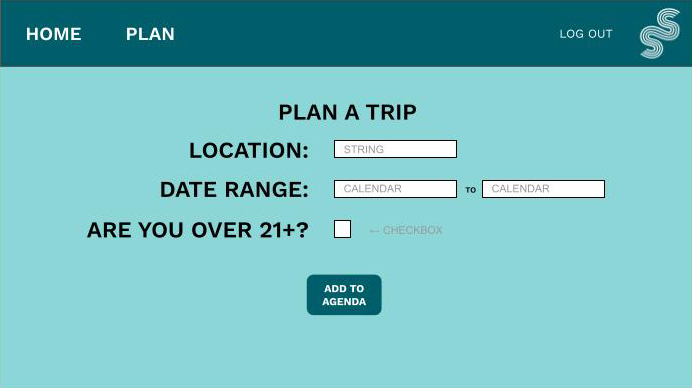 HOME PLAN LOG OUT
PLAN A TRIP
LOCATION: STRING
DATE RANGE: CALENDAR TO CALENDAR
ARE YOU OVER 21+? ← CHECKBOX
ADD TO
AGENDA